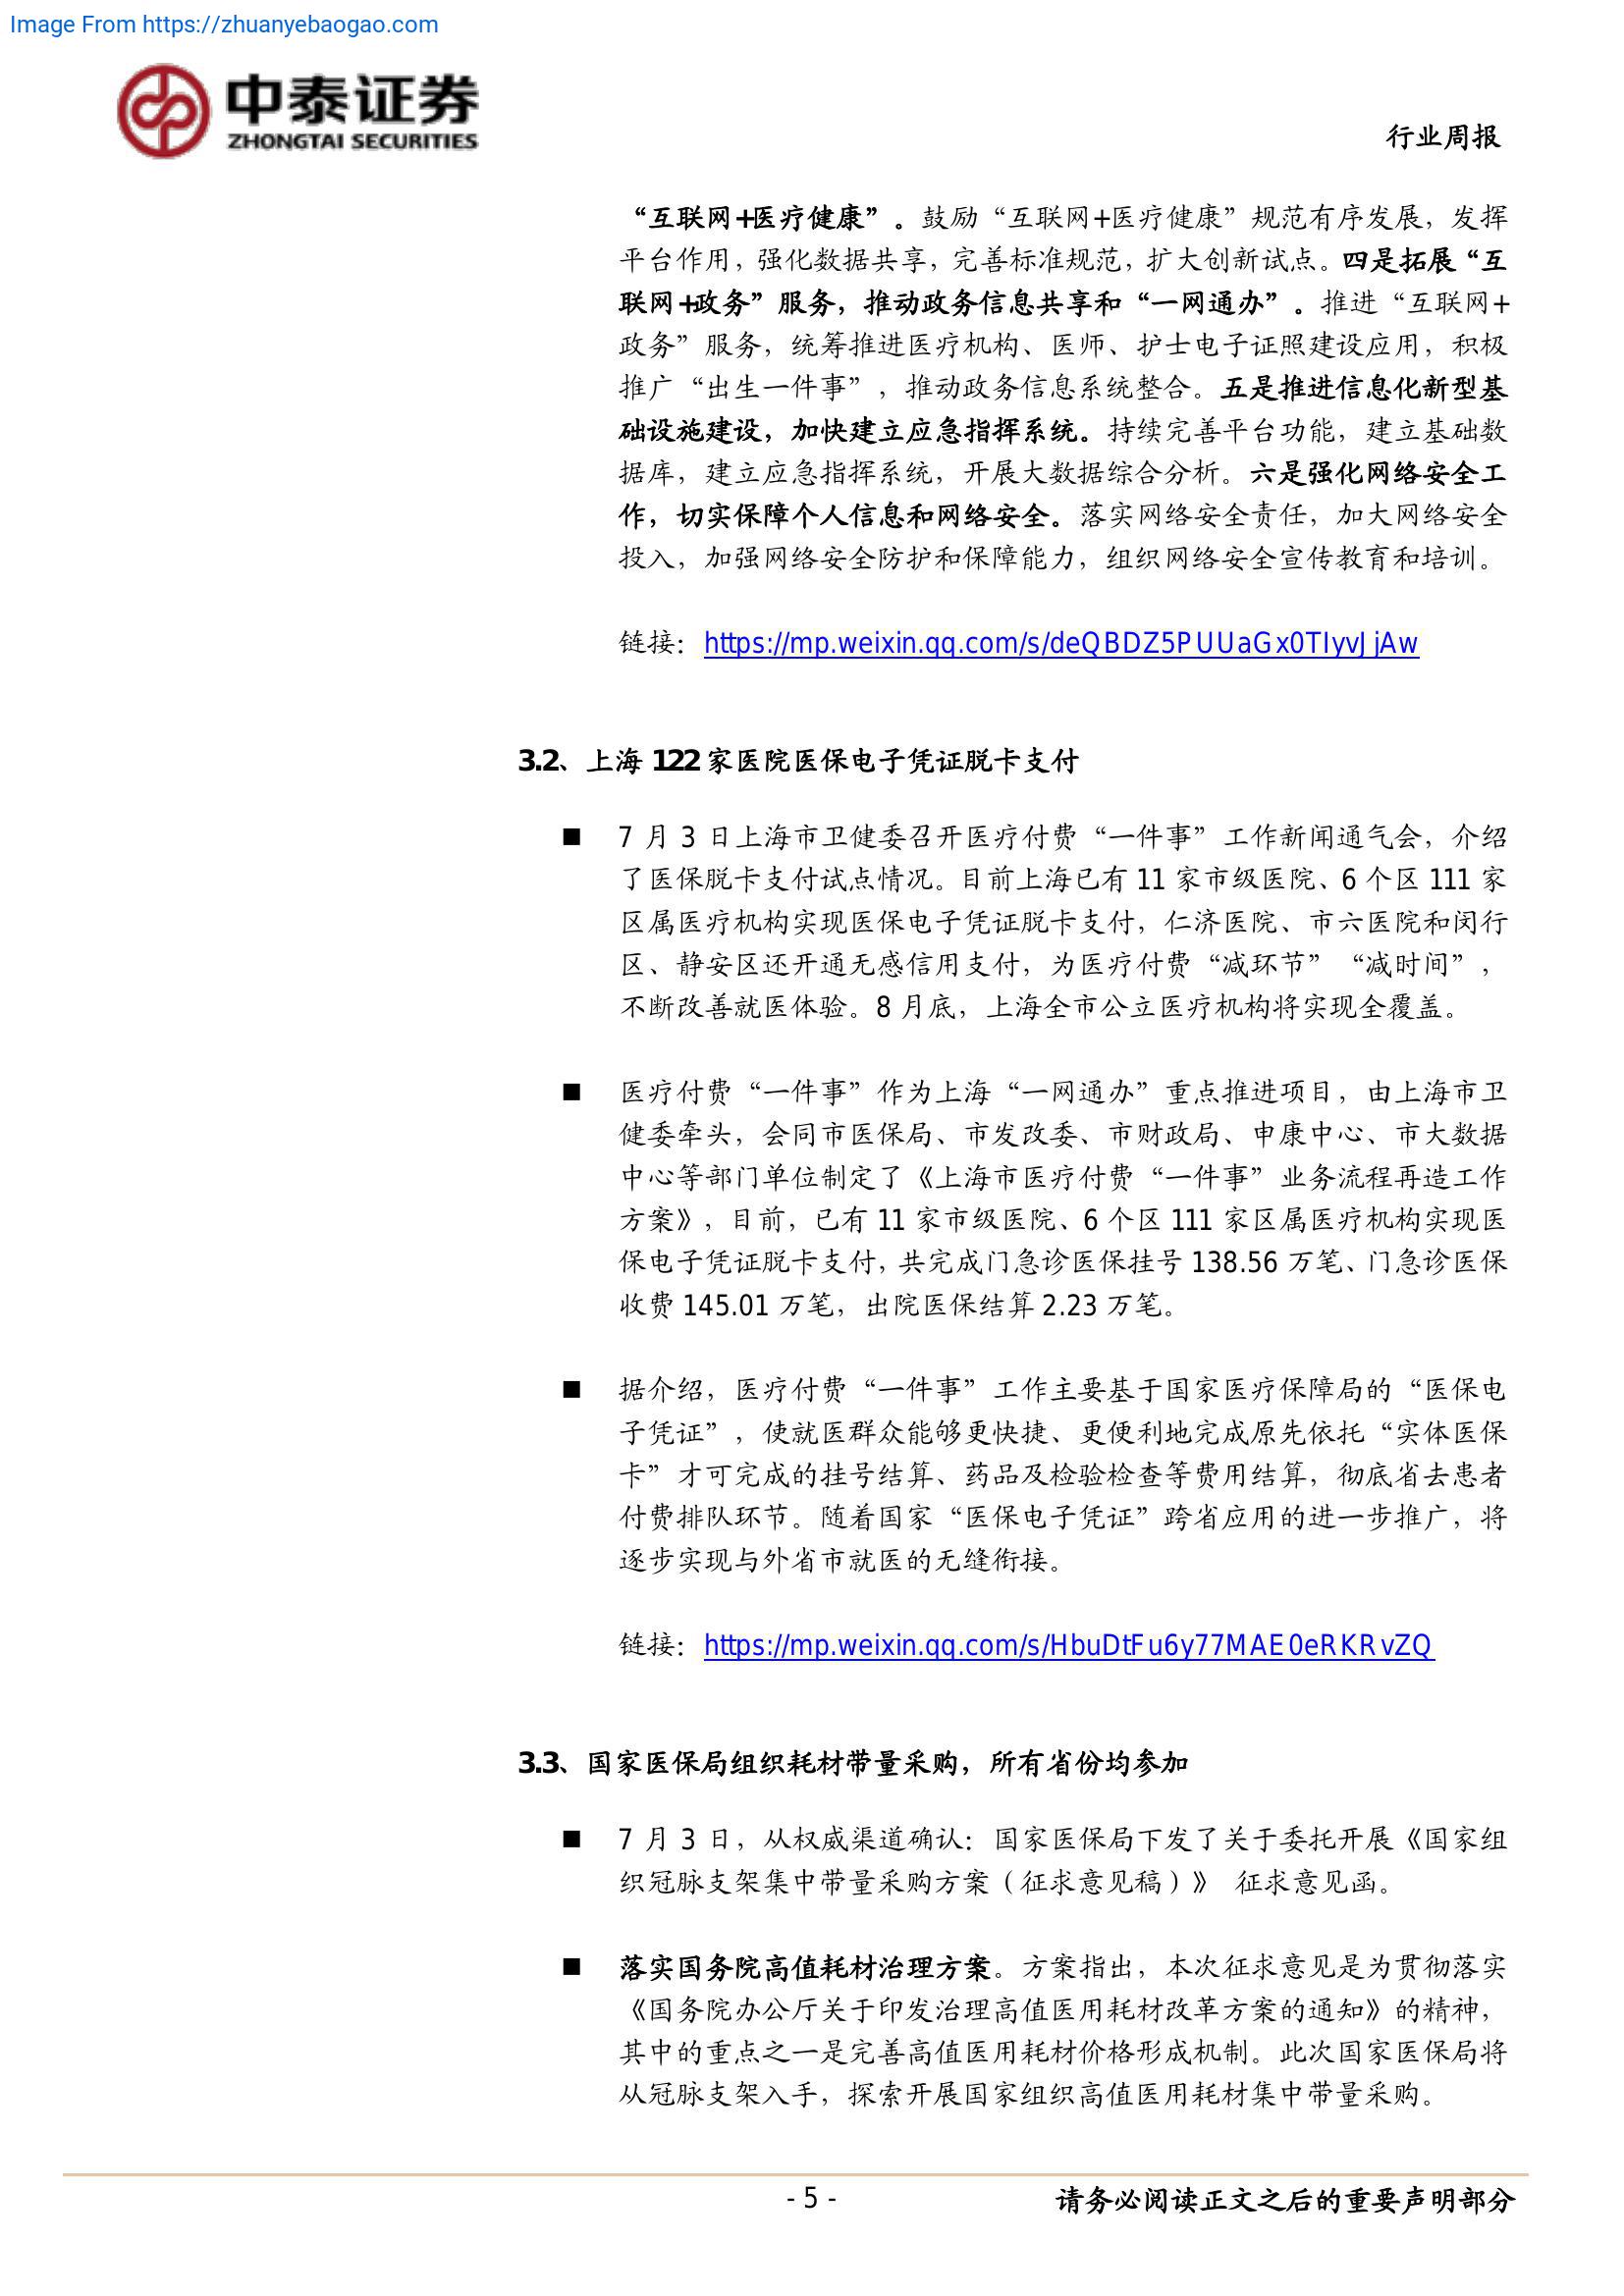 Image From https://zhuanyebaogao.com
中泰证券
ZHONGTAI SECURITIES
行业周报
“互联网+医疗健康”。鼓励“互联网+医疗健康”规范有序发展，发挥
平台作用，强化数据共享，完善标准规范，扩大创新试点。四是拓展“互
联网+政务”服务，推动政务信息共享和“一网通办”。推进“互联网+
政务”服务，统筹推进医疗机构、医师、护士电子证照建设应用，积极
推广“出生一件事”，推动政务信息系统整合。五是推进信息化新型基
础设施建设，加快建立应急指挥系统。持续完善平台功能，建立基础数
据库，建立应急指挥系统，开展大数据综合分析。六是强化网络安全工
作，切实保障个人信息和网络安全。落实网络安全责任，加大网络安全
投入，加强网络安全防护和保障能力，组织网络安全宣传教育和培训。
链接：https://mp.weixin.qq.com/s/deQBDZ5PUUaGx0TIyvJjAw
3.2、上海 122 家医院医保电子凭证脱卡支付
■ 7 月 3 日上海市卫健委召开医疗付费“一件事”工作新闻通气会，介绍
了医保脱卡支付试点情况。目前上海已有 11 家市级医院、6 个区 111 家
区属医疗机构实现医保电子凭证脱卡支付，仁济医院、市六医院和闵行
区、静安区还开通无感信用支付，为医疗付费“减环节”“减时间”，
不断改善就医体验。8 月底，上海全市公立医疗机构将实现全覆盖。
■ 医疗付费“一件事”作为上海“一网通办”重点推进项目，由上海市卫
健委牵头，会同市医保局、市发改委、市财政局、申康中心、市大数据
中心等部门单位制定了《上海市医疗付费“一件事”业务流程再造工作
方案》，目前，已有 11 家市级医院、6 个区 111 家区属医疗机构实现医
保电子凭证脱卡支付，共完成门急诊医保挂号 138.56 万笔、门急诊医保
收费 145.01 万笔，出院医保结算 2.23 万笔。
■ 据介绍，医疗付费“一件事”工作主要基于国家医疗保障局的“医保电
子凭证”，使就医群众能够更快捷、更便利地完成原先依托“实体医保
卡”才可完成的挂号结算、药品及检验检查等费用结算，彻底省去患者
付费排队环节。随着国家“医保电子凭证”跨省应用的进一步推广，将
逐步实现与外省市就医的无缝衔接。
链接：https://mp.weixin.qq.com/s/HbuDtFu6y77MAE0eRKRvZQ
3.3、国家医保局组织耗材带量采购，所有省份均参加
■ 7 月 3 日，从权威渠道确认：国家医保局下发了关于委托开展《国家组
织冠脉支架集中带量采购方案（征求意见稿）》 征求意见函。
■ 落实国务院高值耗材治理方案。方案指出，本次征求意见是为贯彻落实
《国务院办公厅关于印发治理高值医用耗材改革方案的通知》的精神，
其中的重点之一是完善高值医用耗材价格形成机制。此次国家医保局将
从冠脉支架入手，探索开展国家组织高值医用耗材集中带量采购。
- 5 -
请务必阅读正文之后的重要声明部分